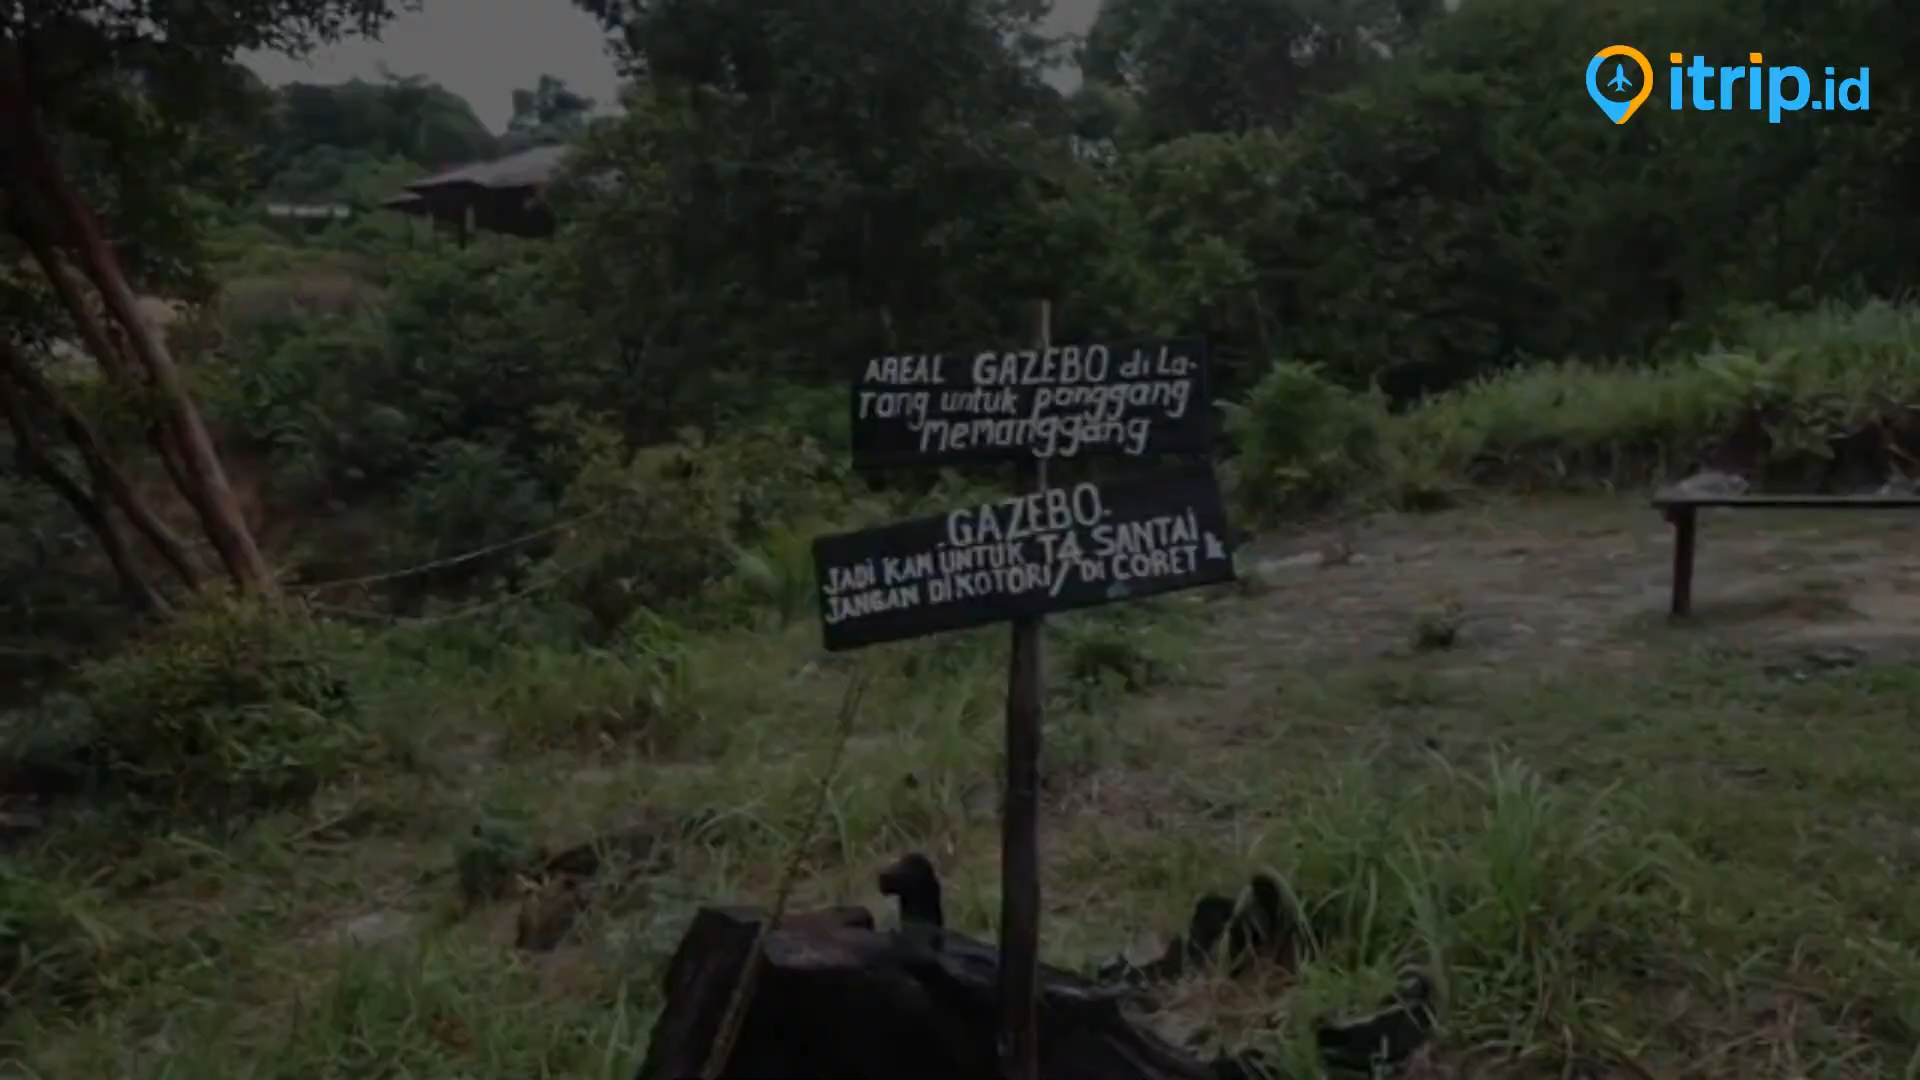 itrip.id
AREAL GAZEBO di La-
rang untuk panggang
Memanggang
GAZEBO.
JADI KAN UNTUK T4 SANTAI
JANGAN DI KOTORI/ Di CORET